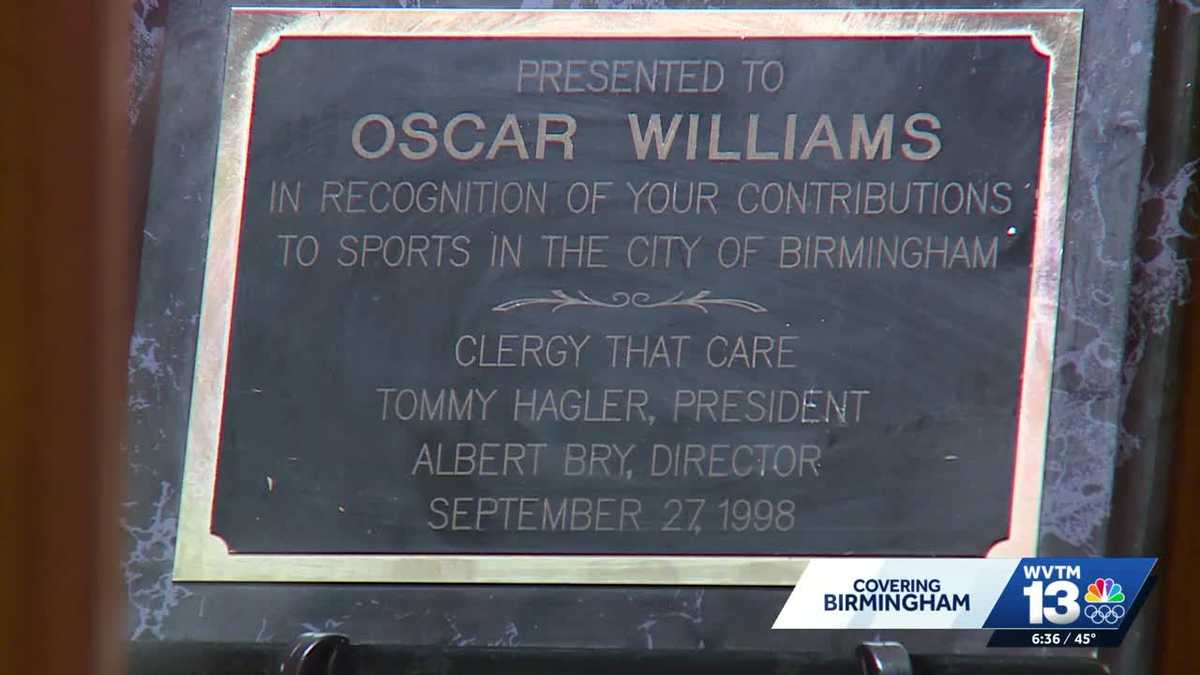 PRESENTED TO
OSCAR WILLIAMS
IN RECOGNITION OF YOUR CONTRIBUTIONS
TO SPORTS IN THE CITY OF BIRMINGHAM
CLERGY THAT CARE
TOMMY HAGLER, PRESIDENT
ALBERT BRY, DIRECTOR
SEPTEMBER 27, 1998
COVERING
BIRMINGHAM
WVTM
13
6:36 / 45°